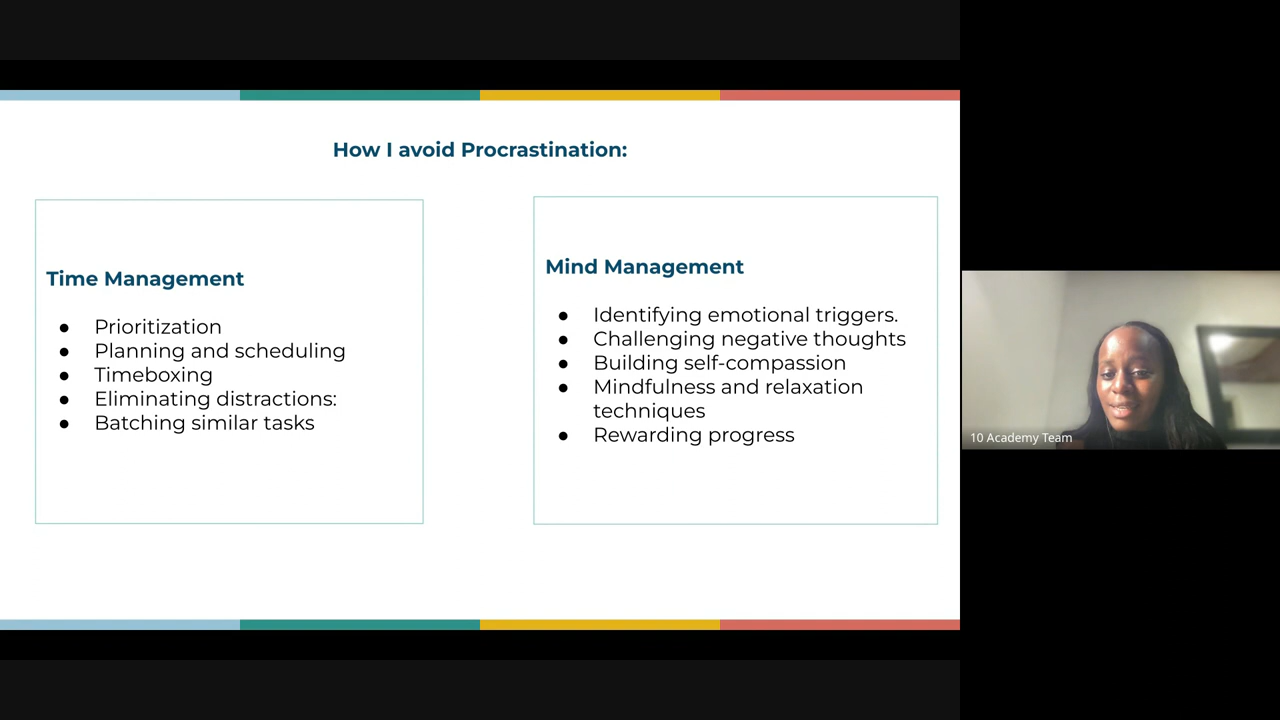 How I avoid Procrastination:
Time Management
● Prioritization
● Planning and scheduling
● Timeboxing
● Eliminating distractions:
● Batching similar tasks
Mind Management
● Identifying emotional triggers.
● Challenging negative thoughts
● Building self-compassion
● Mindfulness and relaxation
techniques
● Rewarding progress
10 Academy Team